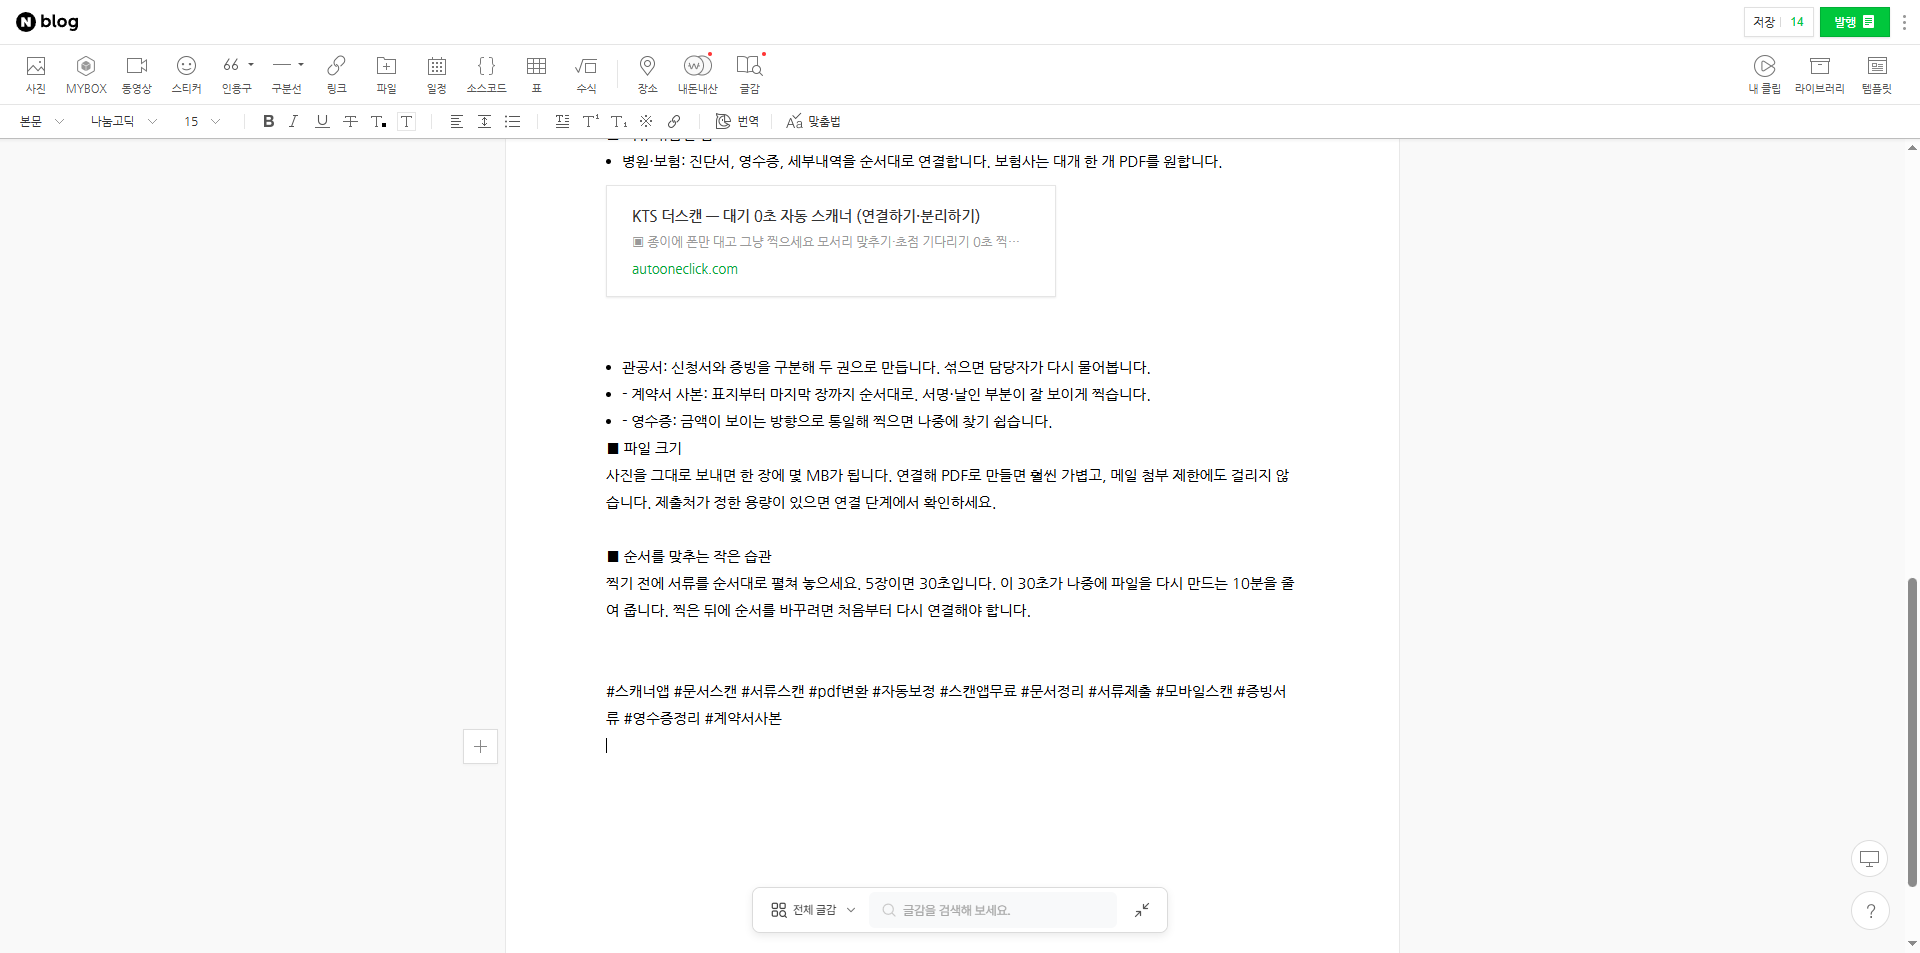 blog
저장 14 발행
사진 MYBOX 동영상 스티커 66 인용구 구분선 링크 파일 일정 소스코드 표 수식 장소 내돈내산 글감 내 클립 라이브러리 템플릿
본문 나눔고딕 15 B I U T T. T T¹ T₁ ※ 번역 Aa 맞춤법
• 병원·보험: 진단서, 영수증, 세부내역을 순서대로 연결합니다. 보험사는 대개 한 개 PDF를 원합니다.
KTS 더스캔 — 대기 0초 자동 스캐너 (연결하기·분리하기)
▣ 종이에 폰만 대고 그냥 찍으세요 모서리 맞추기·초점 기다리기 0초 찍…
autooneclick.com
• 관공서: 신청서와 증빙을 구분해 두 권으로 만듭니다. 섞으면 담당자가 다시 물어봅니다.
• - 계약서 사본: 표지부터 마지막 장까지 순서대로. 서명·날인 부분이 잘 보이게 찍습니다.
• - 영수증: 금액이 보이는 방향으로 통일해 찍으면 나중에 찾기 쉽습니다.
■ 파일 크기
사진을 그대로 보내면 한 장에 몇 MB가 됩니다. 연결해 PDF로 만들면 훨씬 가볍고, 메일 첨부 제한에도 걸리지 않
습니다. 제출처가 정한 용량이 있으면 연결 단계에서 확인하세요.
■ 순서를 맞추는 작은 습관
찍기 전에 서류를 순서대로 펼쳐 놓으세요. 5장이면 30초입니다. 이 30초가 나중에 파일을 다시 만드는 10분을 줄
여 줍니다. 찍은 뒤에 순서를 바꾸려면 처음부터 다시 연결해야 합니다.
#스캐너앱 #문서스캔 #서류스캔 #pdf변환 #자동보정 #스캔앱무료 #문서정리 #서류제출 #모바일스캔 #증빙서
류 #영수증정리 #계약서사본
전체 글감 글감을 검색해 보세요.
?